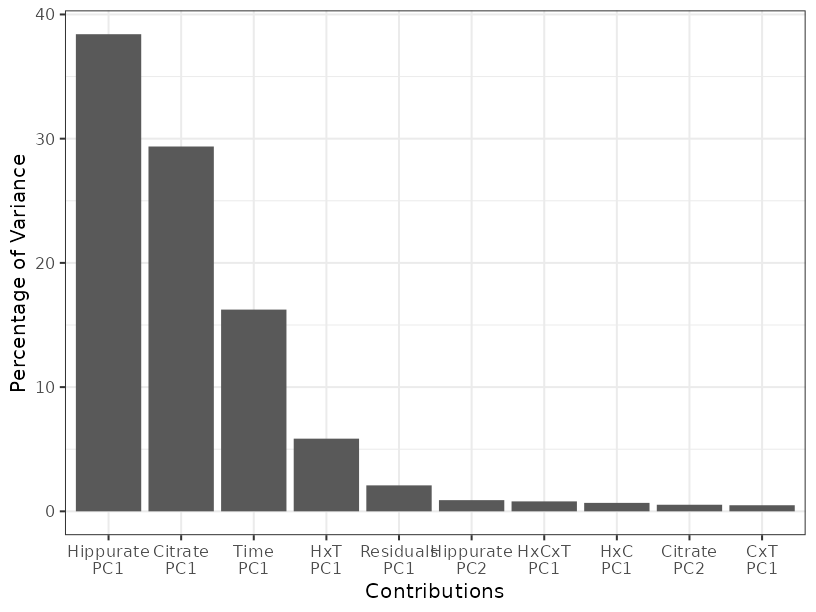 40
30
20
10
0
Percentage of Variance
Hippurate Citrate Time HxT Residuals Hippurate HxCxT HxC Citrate CxT
PC1 PC1 PC1 PC1 PC1 PC2 PC1 PC1 PC2 PC1
Contributions